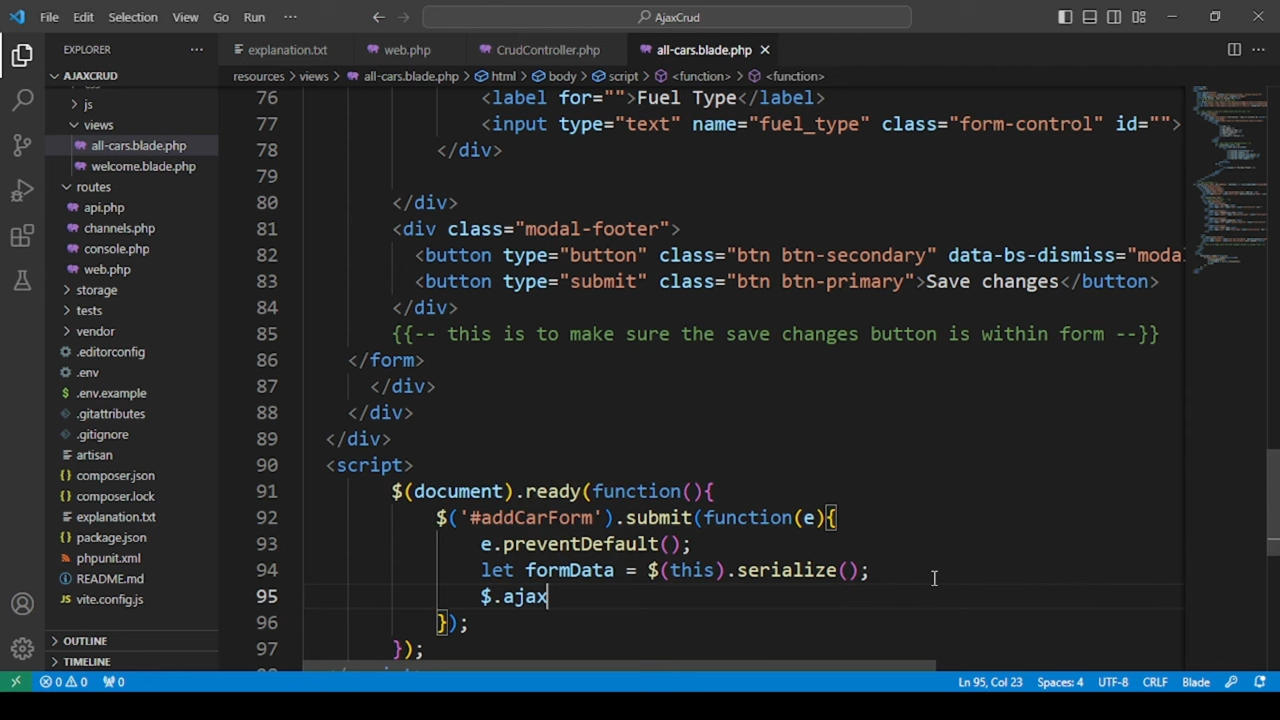 File Edit Selection View Go Run ··· AjaxCrud
EXPLORER ···
explanation.txt web.php CrudController.php all-cars.blade.php
AJAXCRUD
resources > views > all-cars.blade.php > html > body > script > <function> > <function>
js
views
all-cars.blade.php
welcome.blade.php
routes
api.php
channels.php
console.php
web.php
storage
tests
vendor
.editorconfig
.env
.env.example
.gitattributes
.gitignore
artisan
composer.json
composer.lock
explanation.txt
package.json
phpunit.xml
README.md
vite.config.js
OUTLINE
TIMELINE
76 <label for="">Fuel Type</label>
77 <input type="text" name="fuel_type" class="form-control" id="">
78 </div>
79
80 </div>
81 <div class="modal-footer">
82 <button type="button" class="btn btn-secondary" data-bs-dismiss="moda
83 <button type="submit" class="btn btn-primary">Save changes</button>
84 </div>
85 {{-- this is to make sure the save changes button is within form --}}
86 </form>
87 </div>
88 </div>
89 </div>
90 <script>
91 $(document).ready(function(){
92 $('#addCarForm').submit(function(e){
93 e.preventDefault();
94 let formData = $(this).serialize();
95 $.ajax
96 });
97 });
0 0 0 Ln 95, Col 23 Spaces: 4 UTF-8 CRLF Blade